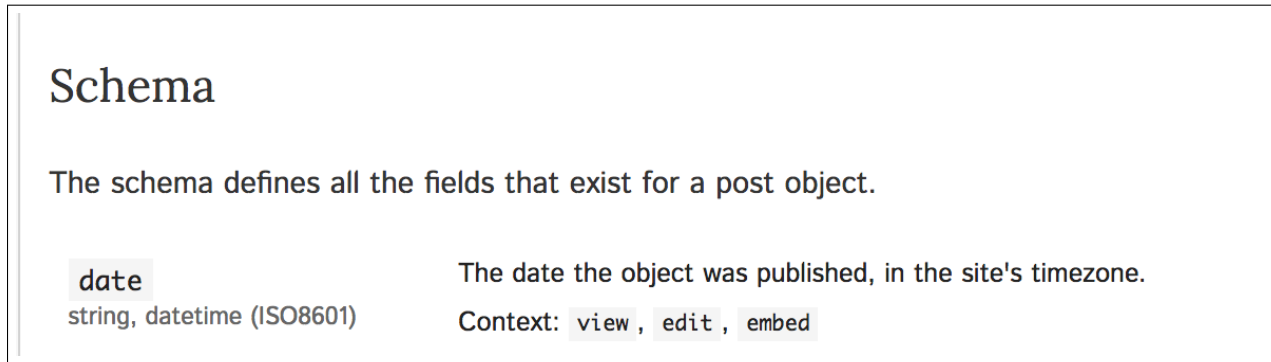 Schema
The schema defines all the fields that exist for a post object.
date
string, datetime (ISO8601)
The date the object was published, in the site's timezone.
Context: view, edit, embed